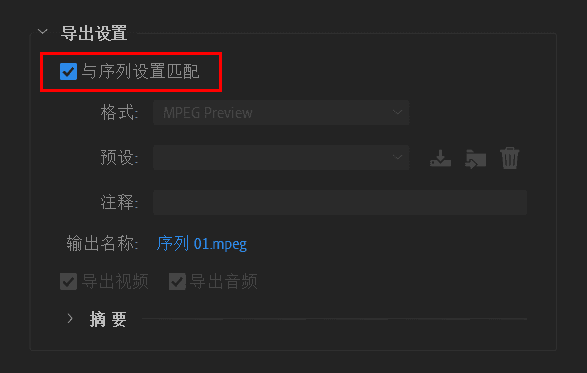 导出设置
与序列设置匹配
格式: MPEG Preview
预设:
注释:
输出名称: 序列 01.mpeg
导出视频 导出音频
摘要